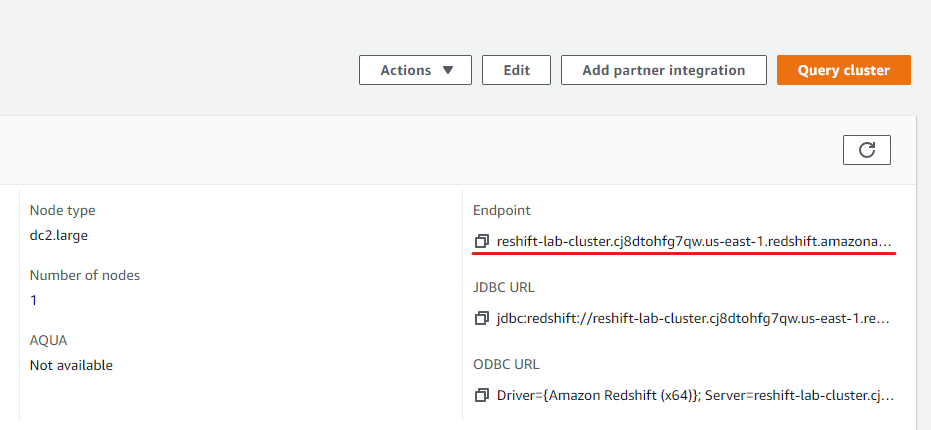 Actions
Edit
Add partner integration
Query cluster
Node type
dc2.large
Number of nodes
1
AQUA
Not available
Endpoint
reshift-lab-cluster.cj8dtohfg7qw.us-east-1.redshift.amazona...
JDBC URL
jdbc:redshift://reshift-lab-cluster.cj8dtohfg7qw.us-east-1.re...
ODBC URL
Driver={Amazon Redshift (x64)}; Server=reshift-lab-cluster.cj...